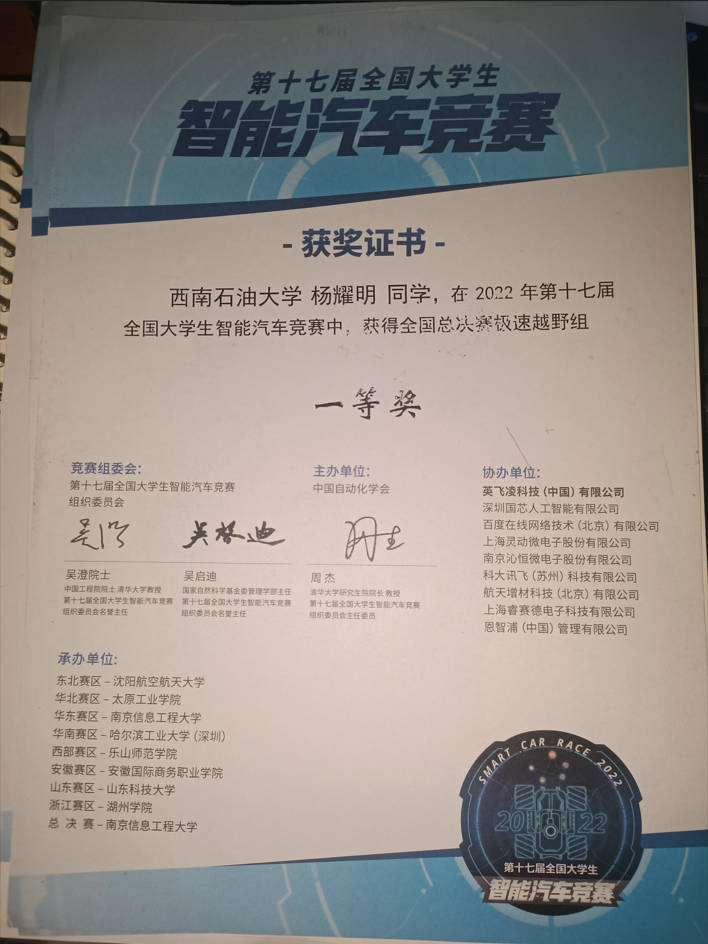 第十七届全国大学生
智能汽车竞赛
- 获奖证书 -
西南石油大学 杨耀明 同学，在 2022 年第十七届
全国大学生智能汽车竞赛中，获得全国总决赛极速越野组
一等奖
竞赛组委会：
第十七届全国大学生智能汽车竞赛
组织委员会
吴澄院士
中国工程院院士 清华大学教授
第十七届全国大学生智能汽车竞赛
组织委员会名誉主任
吴启迪
吴启迪
国家自然科学基金委管理学部主任
第十七届全国大学生智能汽车竞赛
组织委员会名誉主任
主办单位：
中国自动化学会
周 杰
清华大学研究生院院长 教授
第十七届全国大学生智能汽车竞赛
组织委员会主任委员
协办单位：
英飞凌科技（中国）有限公司
深圳国芯人工智能有限公司
百度在线网络技术（北京）有限公司
上海灵动微电子股份有限公司
南京沁恒微电子股份有限公司
科大讯飞（苏州）科技有限公司
航天增材科技（北京）有限公司
上海睿赛德电子科技有限公司
恩智浦（中国）管理有限公司
承办单位：
东北赛区 – 沈阳航空航天大学
华北赛区 – 太原工业学院
华东赛区 – 南京信息工程大学
华南赛区 – 哈尔滨工业大学（深圳）
西部赛区 – 乐山师范学院
安徽赛区 – 安徽国际商务职业学院
山东赛区 – 山东科技大学
浙江赛区 – 湖州学院
总 决 赛 – 南京信息工程大学
SMART CAR RACE 2022
2022
第十七届全国大学生
智能汽车竞赛